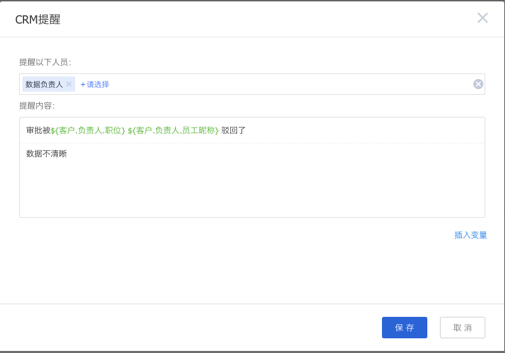 CRM提醒
提醒以下人员:
数据负责人 × +请选择
提醒内容:
审批被${客户.负责人.职位} ${客户.负责人.员工昵称} 驳回了
数据不清晰
插入变量
保 存 取 消